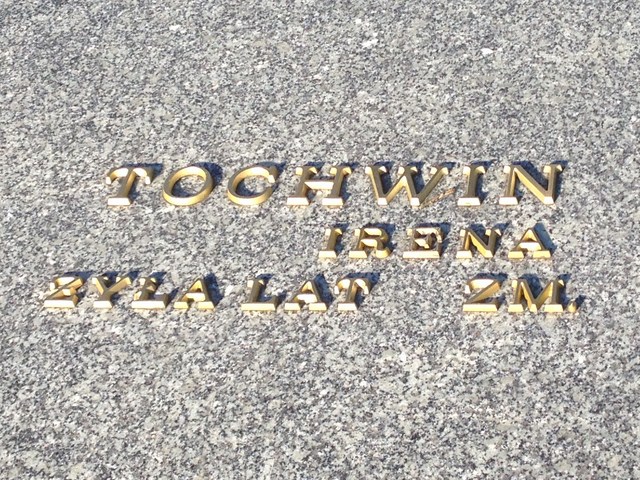 TOCHWIN
IRENA
ŻYŁA LAT ZM.